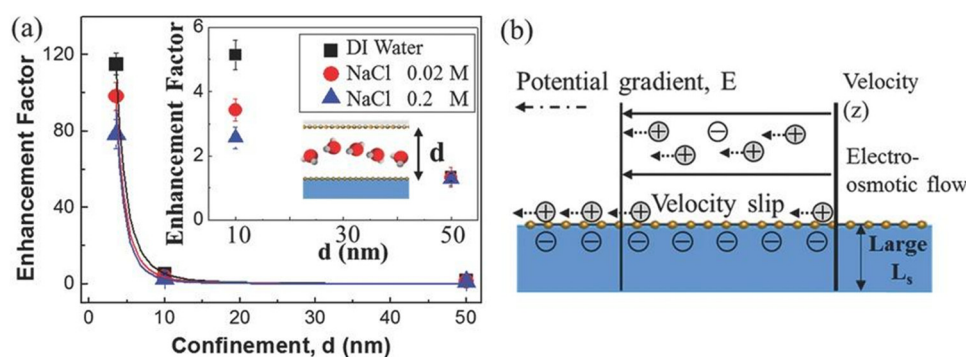 (a)
Enhancement Factor
120
80
40
0
0
10
20
30
40
50
Confinement, d (nm)
Enhancement Factor
6
4
2
0
10
30
50
d (nm)
DI Water
NaCl 0.02 M
NaCl 0.2 M
d
(b)
Potential gradient, E
Velocity
(z)
Electro-
osmotic flow
Velocity slip
Large
Ls